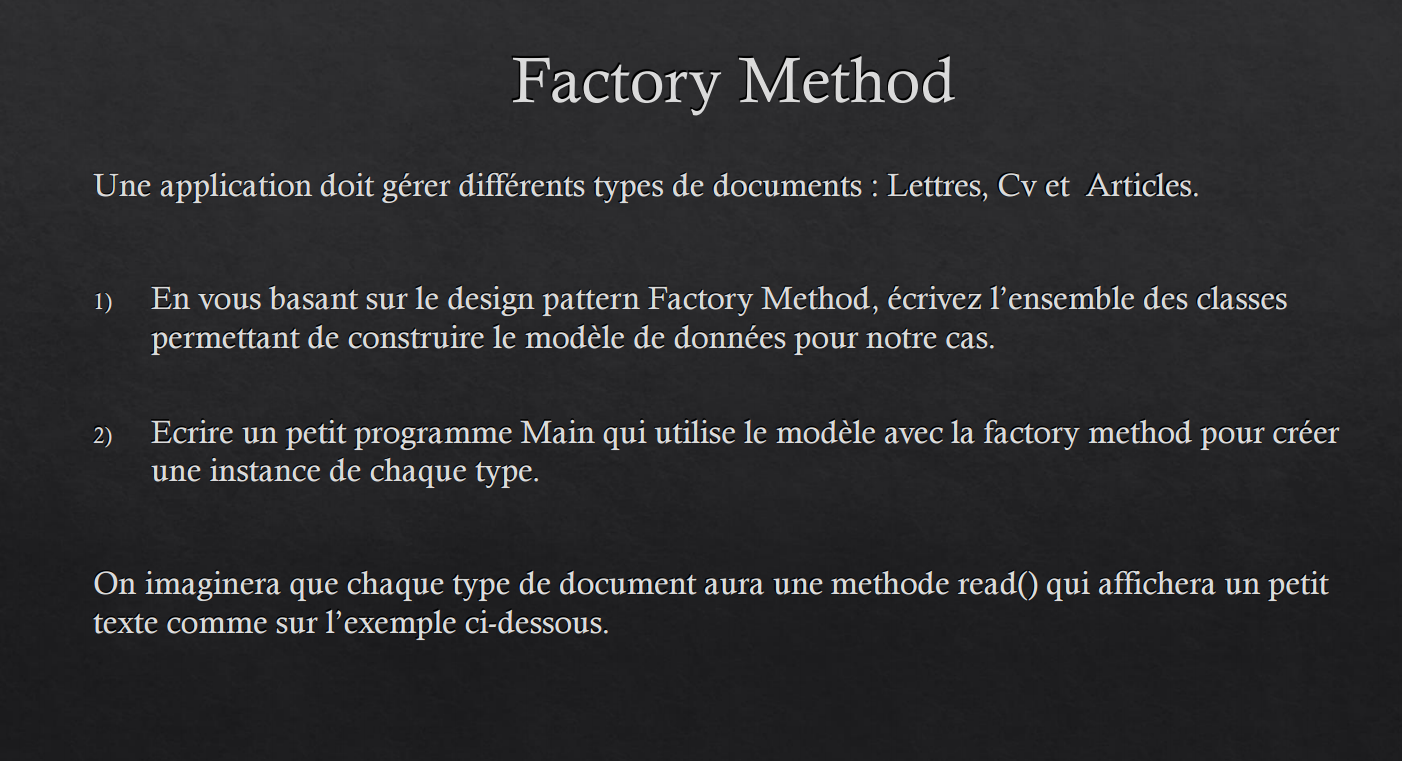 Factory Method
Une application doit gérer différents types de documents : Lettres, Cv et Articles.
1) En vous basant sur le design pattern Factory Method, écrivez l’ensemble des classes
permettant de construire le modèle de données pour notre cas.
2) Ecrire un petit programme Main qui utilise le modèle avec la factory method pour créer
une instance de chaque type.
On imaginera que chaque type de document aura une methode read() qui affichera un petit
texte comme sur l’exemple ci-dessous.